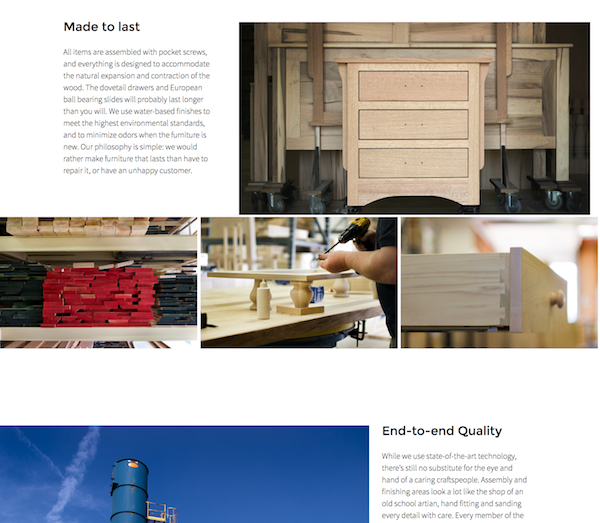 Made to last
All items are assembled with pocket screws,
and everything is designed to accommodate
the natural expansion and contraction of the
wood. The dovetail drawers and European
ball bearing slides will probably last longer
than you will. We use water-based finishes to
meet the highest environmental standards,
and to minimize odors when the furniture is
new. Our philosophy is simple: we would
rather make furniture that lasts than have to
repair it, or have an unhappy customer.
End-to-end Quality
While we use state-of-the-art technology,
there's still no substitute for the eye and
hand of a caring craftspeople. Assembly and
finishing areas look a lot like the shop of an
old school artian, hand fitting and sanding
every detail with care. Every member of the